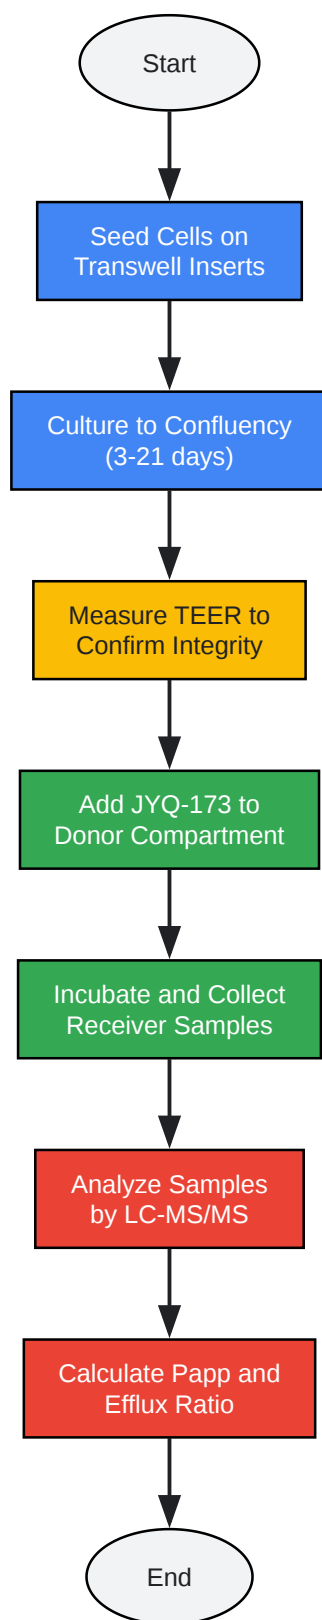 Start
Seed Cells on
Transwell Inserts
Culture to Confluency
(3-21 days)
Measure TEER to
Confirm Integrity
Add JYQ-173 to
Donor Compartment
Incubate and Collect
Receiver Samples
Analyze Samples
by LC-MS/MS
Calculate Papp and
Efflux Ratio
End